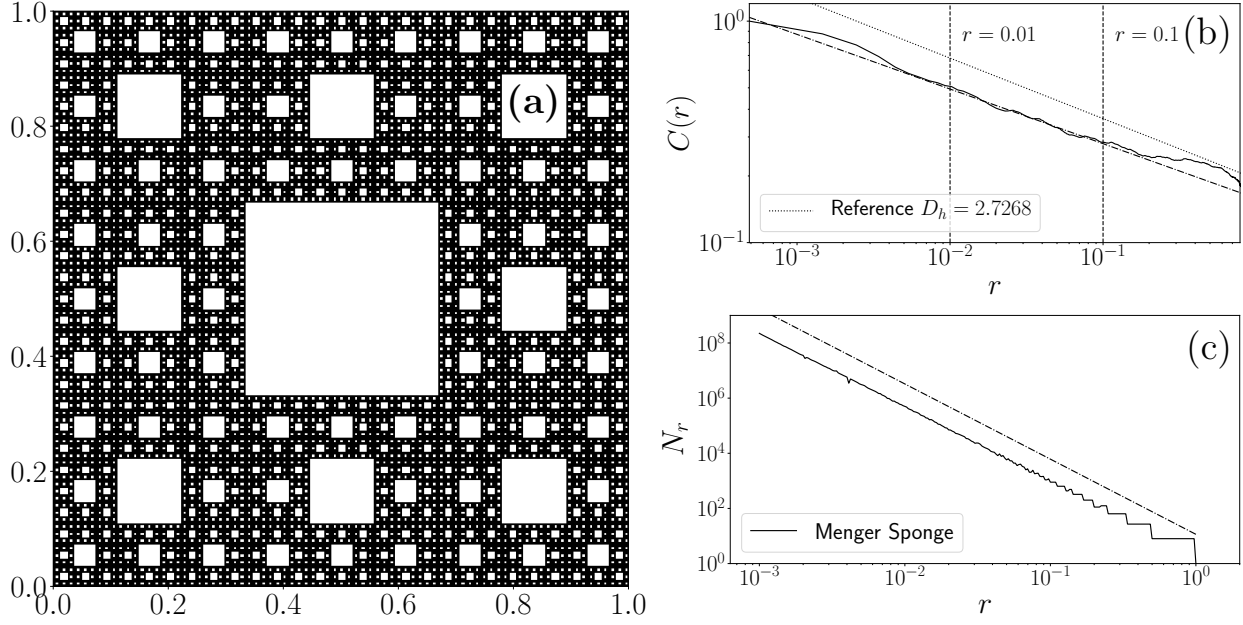 1.0
0.8
0.6
0.4
0.2
0.0
0.0 0.2 0.4 0.6 0.8 1.0
(a)
10^0
10^{-1}
C(r)
r = 0.01
r = 0.1
(b)
Reference D_h = 2.7268
10^{-3} 10^{-2} 10^{-1}
r
10^8
10^6
10^4
10^2
10^0
N_r
(c)
Menger Sponge
10^{-3} 10^{-2} 10^{-1} 10^0
r